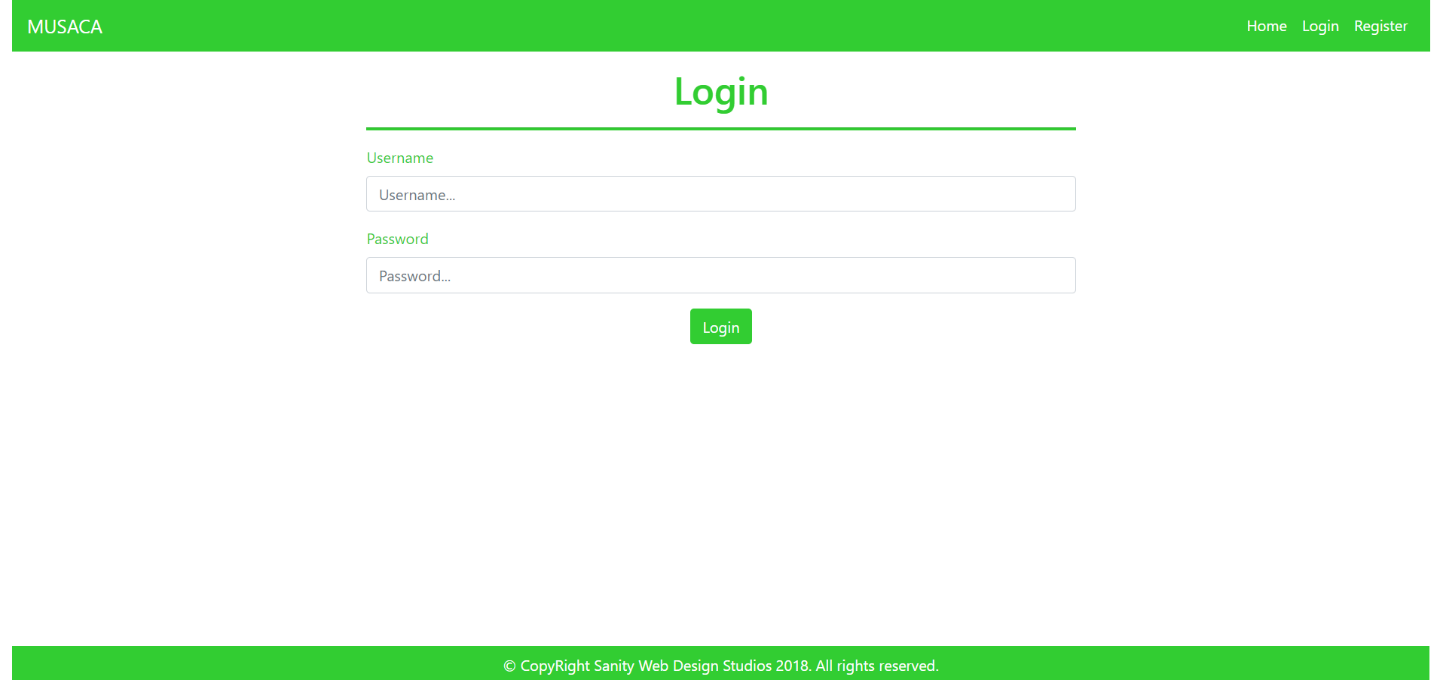 MUSACA Home Login Register
Login
Username
Username...
Password
Password...
Login
© CopyRight Sanity Web Design Studios 2018. All rights reserved.